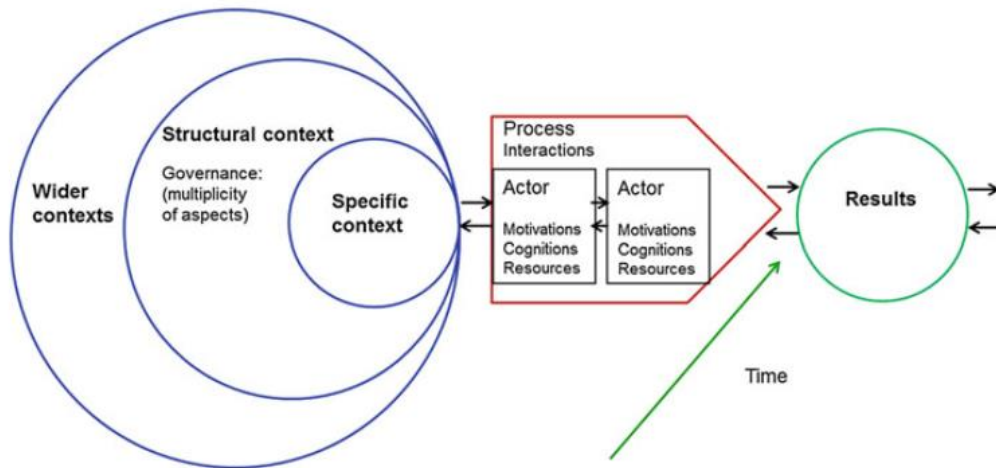 Wider
contexts
Structural context
Governance:
(multiplicity
of aspects)
Specific
context
Process
Interactions
Actor
Motivations
Cognitions
Resources
Actor
Motivations
Cognitions
Resources
Results
Time